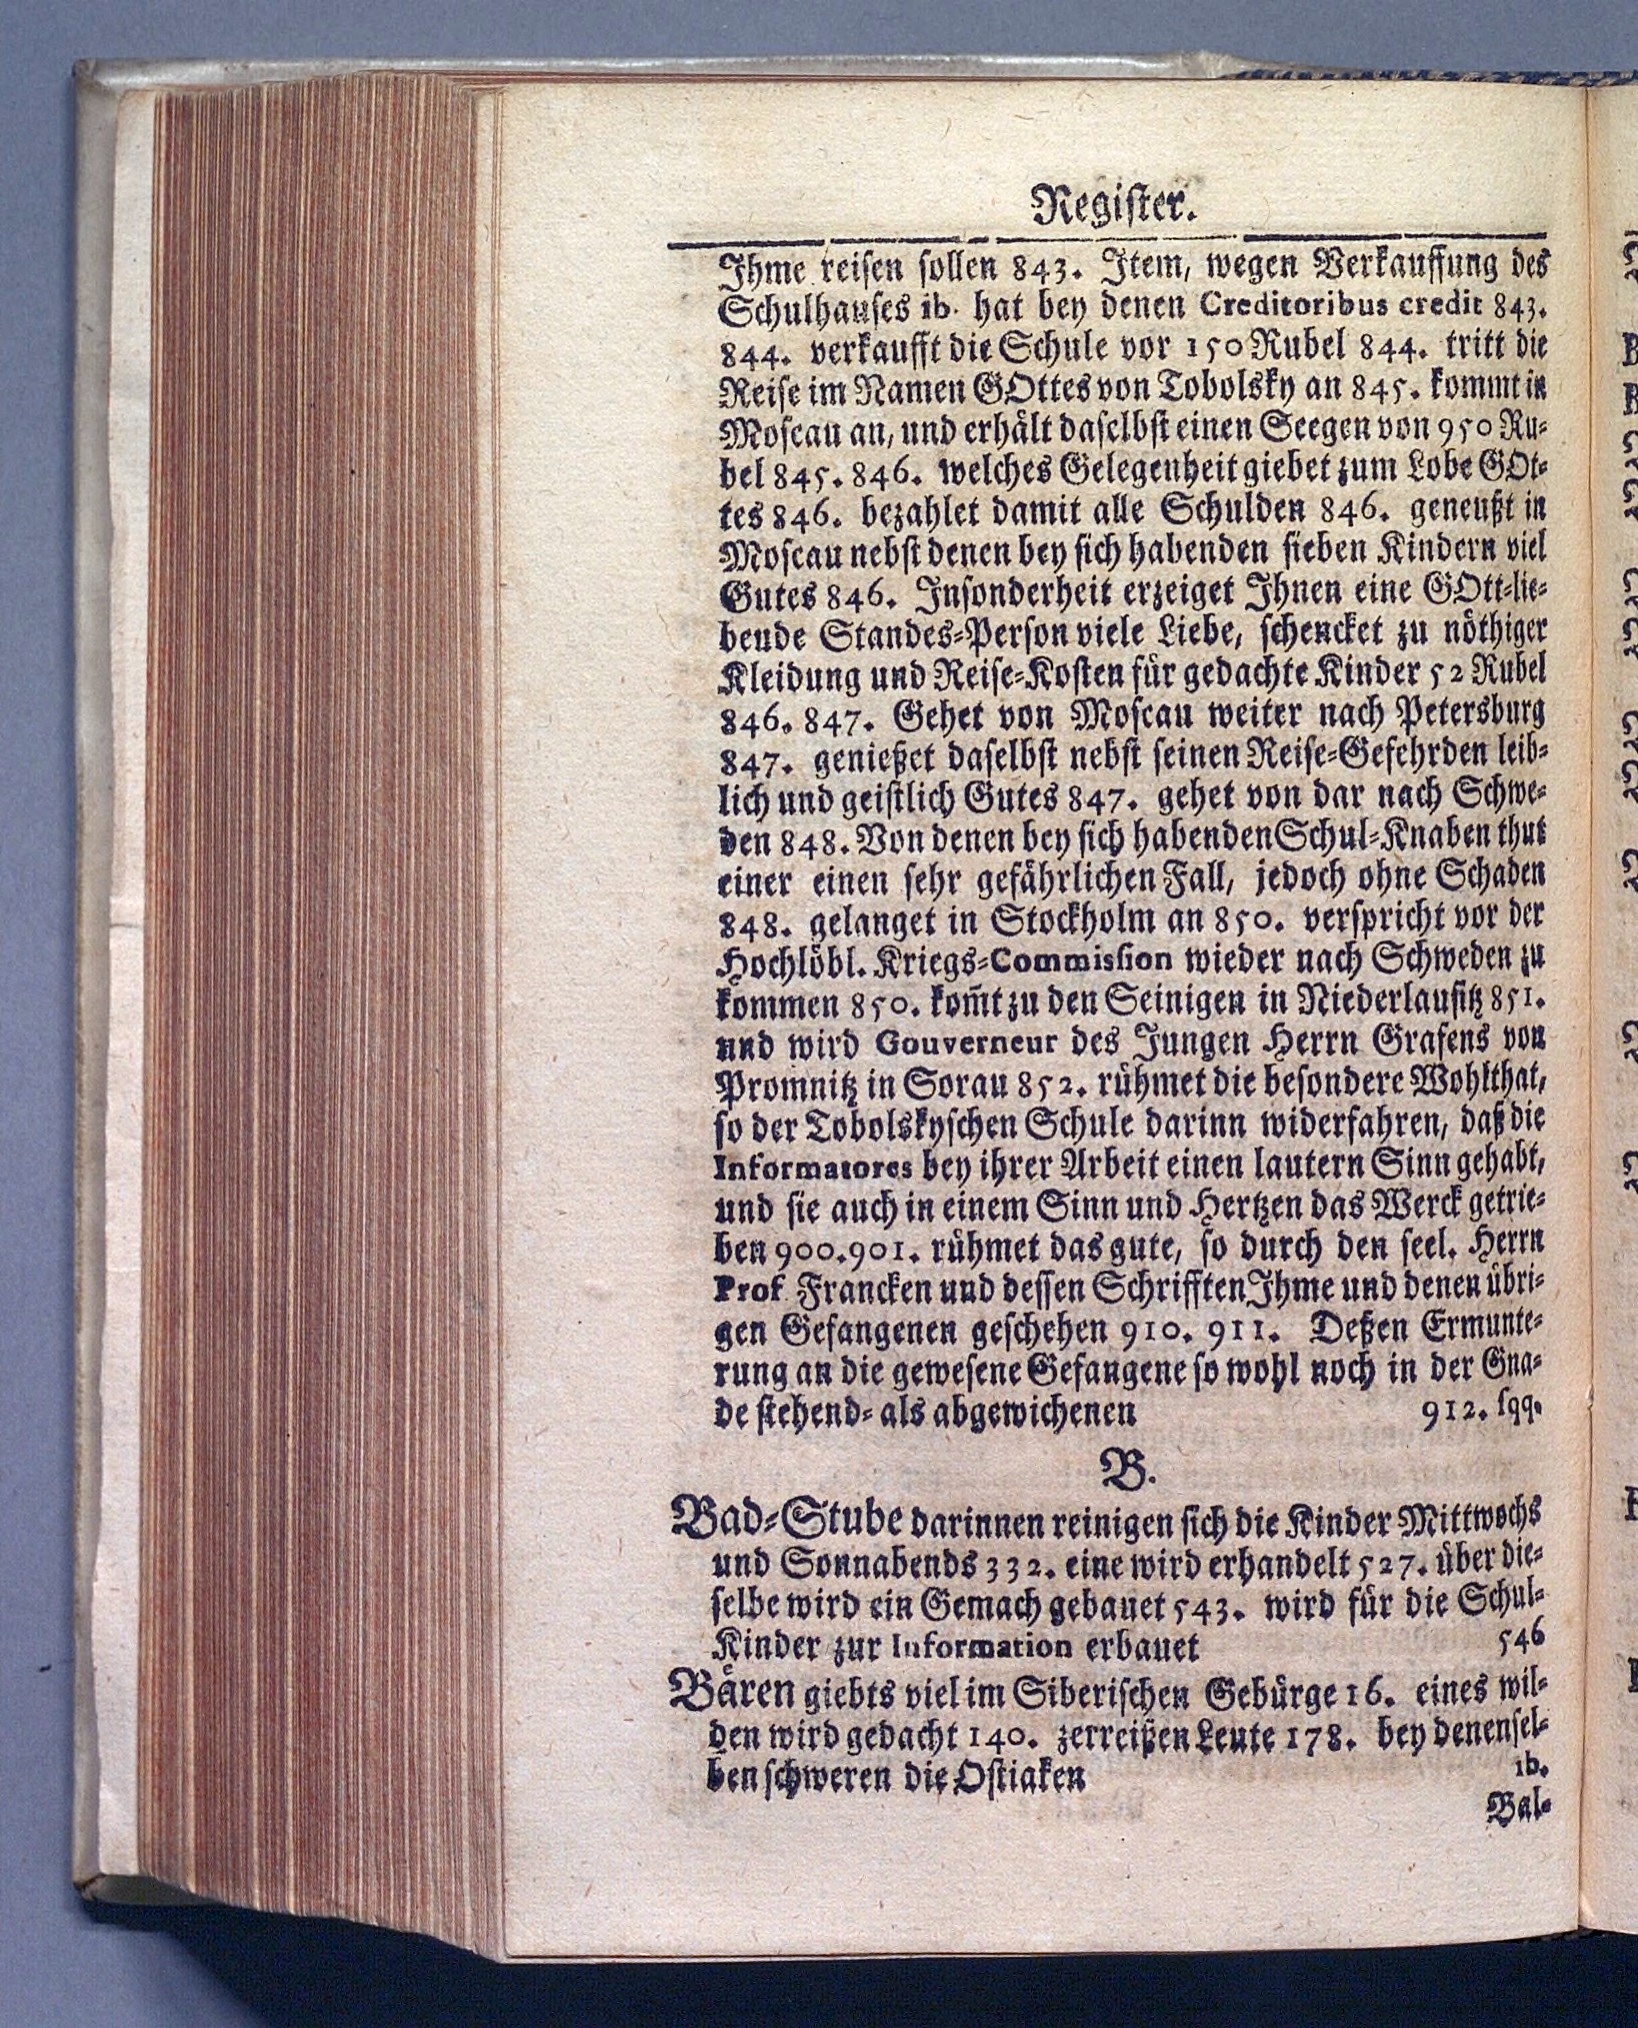 Register.
Ihme reisen sollen 843. Item, wegen Verkauffung des
Schulhauses ib. hat bey denen Creditoribus credit 843.
844. verkaufft die Schule vor 150 Rubel 844. tritt die
Reise im Namen GOttes von Tobolsky an 845. kommt in
Moscau an, und erhält daselbst einen Seegen von 950 Ru-
bel 845. 846. welches Gelegenheit giebet zum Lobe GOt-
tes 846. bezahlet damit alle Schulden 846. geneußt in
Moscau nebst denen bey sich habenden sieben Kindern viel
Gutes 846. Insonderheit erzeiget Ihnen eine GOtt-lie-
bende Standes-Person viele Liebe, schencket zu nöthiger
Kleidung und Reise-Kosten für gedachte Kinder 52 Rubel
846. 847. Gehet von Moscau weiter nach Petersburg
847. genießet daselbst nebst seinen Reise-Gefehrden leib-
lich und geistlich Gutes 847. gehet von dar nach Schwe-
den 848. Von denen bey sich habenden Schul-Knaben thut
einer einen sehr gefährlichen Fall, jedoch ohne Schaden
848. gelanget in Stockholm an 850. verspricht vor der
Hochlöbl. Kriegs-Commission wieder nach Schweden zu
kommen 850. kom̃t zu den Seinigen in Niederlausitz 851.
und wird Gouverneur des Jungen Herrn Grafens von
Promnitz in Sorau 852. rühmet die besondere Wohlthat,
so der Tobolskyschen Schule darinn widerfahren, daß die
Informatores bey ihrer Arbeit einen lautern Sinn gehabt,
und sie auch in einem Sinn und Hertzen das Werck getrie-
ben 900. 901. rühmet das gute, so durch den seel. Herrn
Prof. Francken und dessen Schrifften Ihme und denen übri-
gen Gefangenen geschehen 910. 911. Deßen Ermunte-
rung an die gewesene Gefangene so wohl noch in der Gna-
de stehend- als abgewichenen 912. sqq.
B.
Bad-Stube darinnen reinigen sich die Kinder Mittwochs
und Sonnabends 332. eine wird erhandelt 527. über die-
selbe wird ein Gemach gebauet 543. wird für die Schul-
Kinder zur Information erbauet 546
Bären giebts viel im Siberischen Gebürge 16. eines wil-
den wird gedacht 140. zerreißen Leute 178. bey denensel-
ben schweren die Ostiaken ib.
Bal-